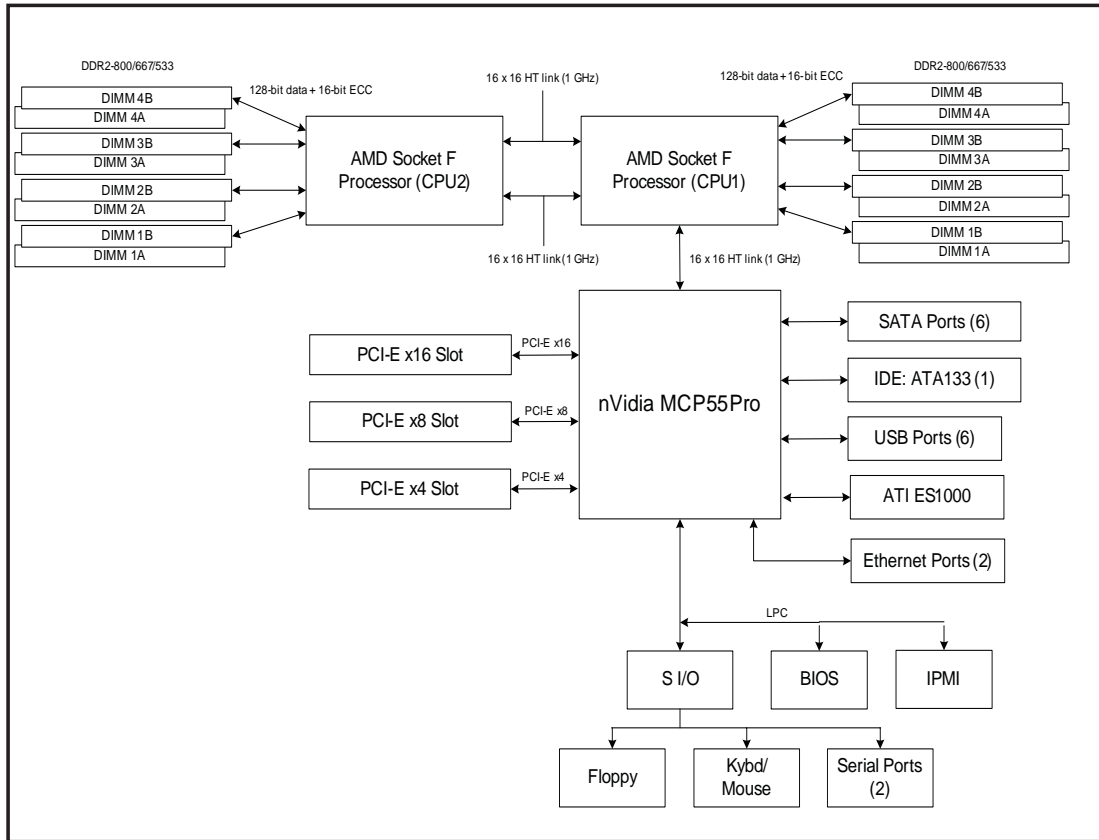 DDR2-800/667/533
128-bit data + 16-bit ECC
DIMM 4B
DIMM 4A
DIMM 3B
DIMM 3A
DIMM 2B
DIMM 2A
DIMM 1B
DIMM 1A
AMD Socket F
Processor (CPU2)
16 x 16 HT link (1 GHz)
16 x 16 HT link (1 GHz)
AMD Socket F
Processor (CPU1)
128-bit data + 16-bit ECC
DDR2-800/667/533
DIMM 4B
DIMM 4A
DIMM 3B
DIMM 3A
DIMM 2B
DIMM 2A
DIMM 1B
DIMM 1A
16 x 16 HT link (1 GHz)
PCI-E x16 Slot
PCI-E x16
PCI-E x8 Slot
PCI-E x8
PCI-E x4 Slot
PCI-E x4
nVidia MCP55Pro
SATA Ports (6)
IDE: ATA133 (1)
USB Ports (6)
ATI ES1000
Ethernet Ports (2)
LPC
S I/O
BIOS
IPMI
Floppy
Kybd/
Mouse
Serial Ports
(2)